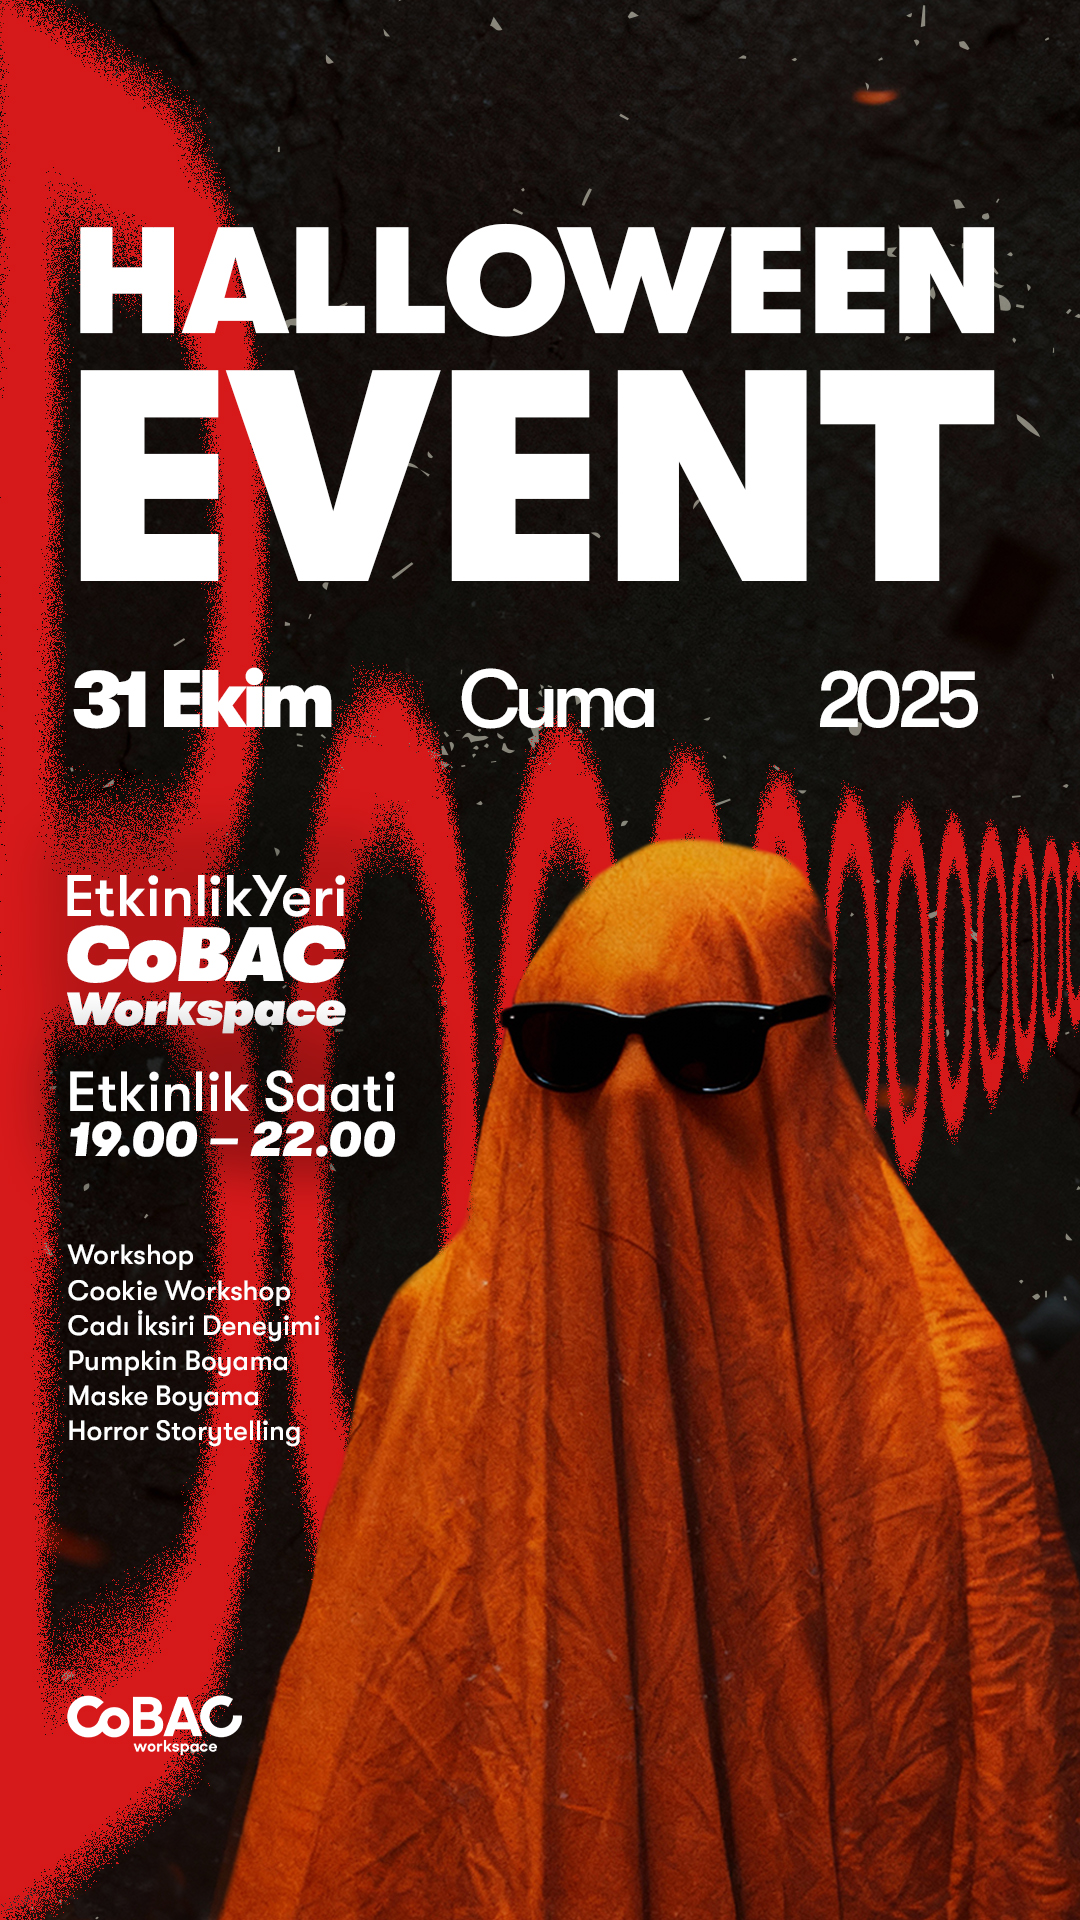 HALLOWEEN
EVENT
31 Ekim Cuma 2025
EtkinlikYeri
CoBAC
Workspace
Etkinlik Saati
19.00 – 22.00
Workshop
Cookie Workshop
Cadı İksiri Deneyimi
Pumpkin Boyama
Maske Boyama
Horror Storytelling
CoBAC
workspace